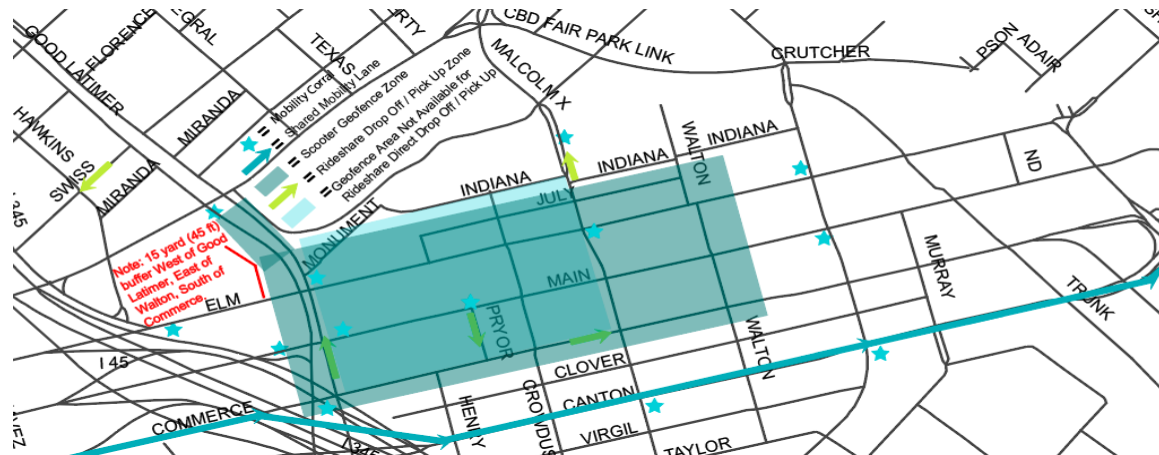 CBD FAIR PARK LINK
GOOD LATIMER
FLORENCE
EGRAL
ERTY
TEXAS
MALCOLM X
CRUTCHER
PSON
ADAIR
HAWKINS
SWISS
MIRANDA
MIRANDA
= Mobility Corral
= Shared Mobility Lane
= Scooter Geofence Zone
= Rideshare Drop Off / Pick Up Zone
= Geofence Area Not Available for
Rideshare Direct Drop Off / Pick Up
INDIANA
INDIANA
INDIANA
WALTON
ND
I345
JULY
MONUMENT
Note: 15 yard (45 ft)
buffer West of Good
Latimer, East of
Walton, South of
Commerce.
ELM
MAIN
MURRAY
TRUNK
PRYOR
WALTON
I 45
CLOVER
COMMERCE
CANTON
HENRY
CROWDUS
VIRGIL
TAYLOR
I345
AVEZ